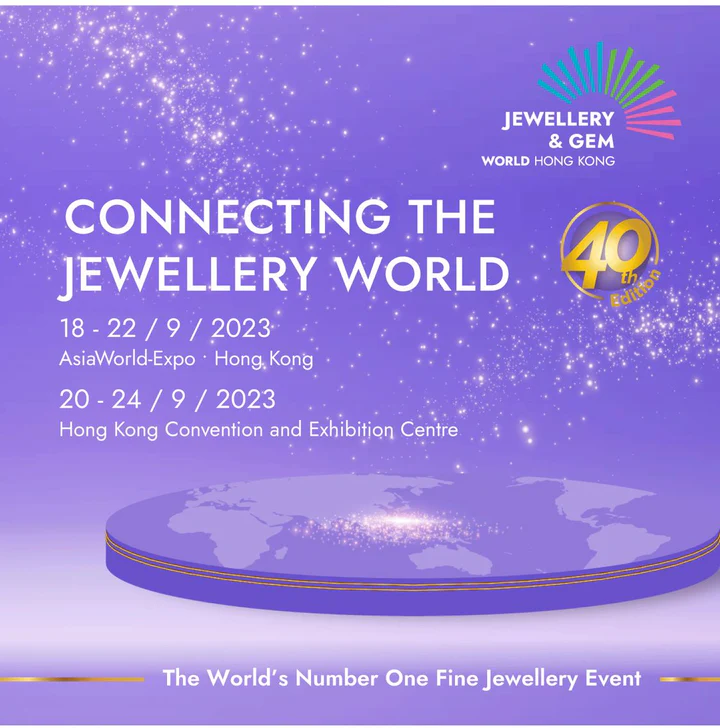 JEWELLERY
& GEM
WORLD HONG KONG
CONNECTING THE
JEWELLERY WORLD
40th
Edition
18 - 22 / 9 / 2023
AsiaWorld-Expo · Hong Kong
20 - 24 / 9 / 2023
Hong Kong Convention and Exhibition Centre
The World's Number One Fine Jewellery Event